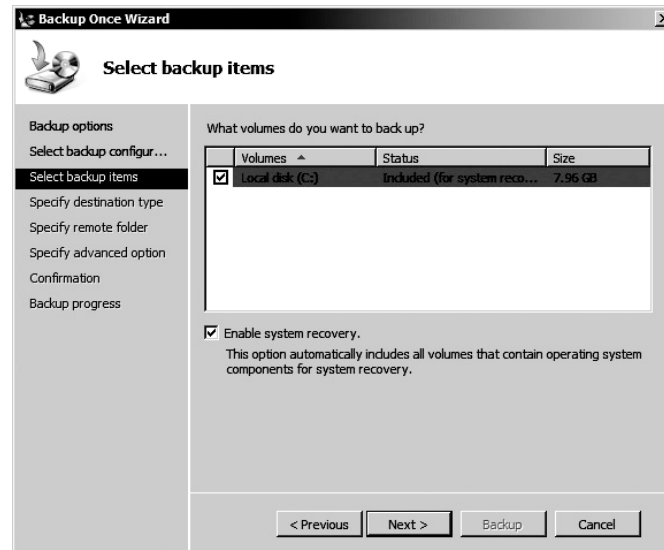 Backup Once Wizard
Select backup items
Backup options
Select backup configur...
Select backup items
Specify destination type
Specify remote folder
Specify advanced option
Confirmation
Backup progress
What volumes do you want to back up?
Volumes Status Size
Local disk (C:) Included (for system reco... 7.96 GB
Enable system recovery.
This option automatically includes all volumes that contain operating system
components for system recovery.
< Previous Next > Backup Cancel